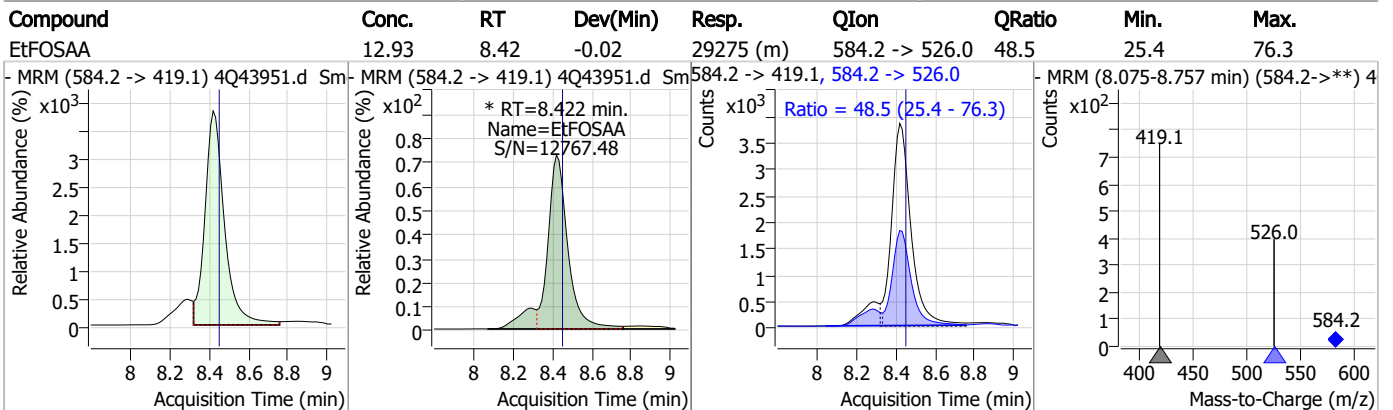 Compound Conc. RT Dev(Min) Resp. QIon QRatio Min. Max.
EtFOSAA 12.93 8.42 -0.02 29275 (m) 584.2 -> 526.0 48.5 25.4 76.3
- MRM (584.2 -> 419.1) 4Q43951.d Sm
Relative Abundance (%)
x10³
3
2.5
2
1.5
1
0.5
0
8 8.2 8.4 8.6 8.8 9
Acquisition Time (min)
- MRM (584.2 -> 419.1) 4Q43951.d Sm
Relative Abundance (%)
x10²
* RT=8.422 min.
Name=EtFOSAA
S/N=12767.48
0.8
0.7
0.6
0.5
0.4
0.3
0.2
0.1
0
8 8.2 8.4 8.6 8.8 9
Acquisition Time (min)
584.2 -> 419.1, 584.2 -> 526.0
Counts
x10³
Ratio = 48.5 (25.4 - 76.3)
3.5
3
2.5
2
1.5
1
0.5
0
8 8.2 8.4 8.6 8.8 9
Acquisition Time (min)
- MRM (8.075-8.757 min) (584.2->**) 4
Counts
x10²
419.1
7
6
5
526.0
4
3
2
584.2
1
0
400 450 500 550 600
Mass-to-Charge (m/z)